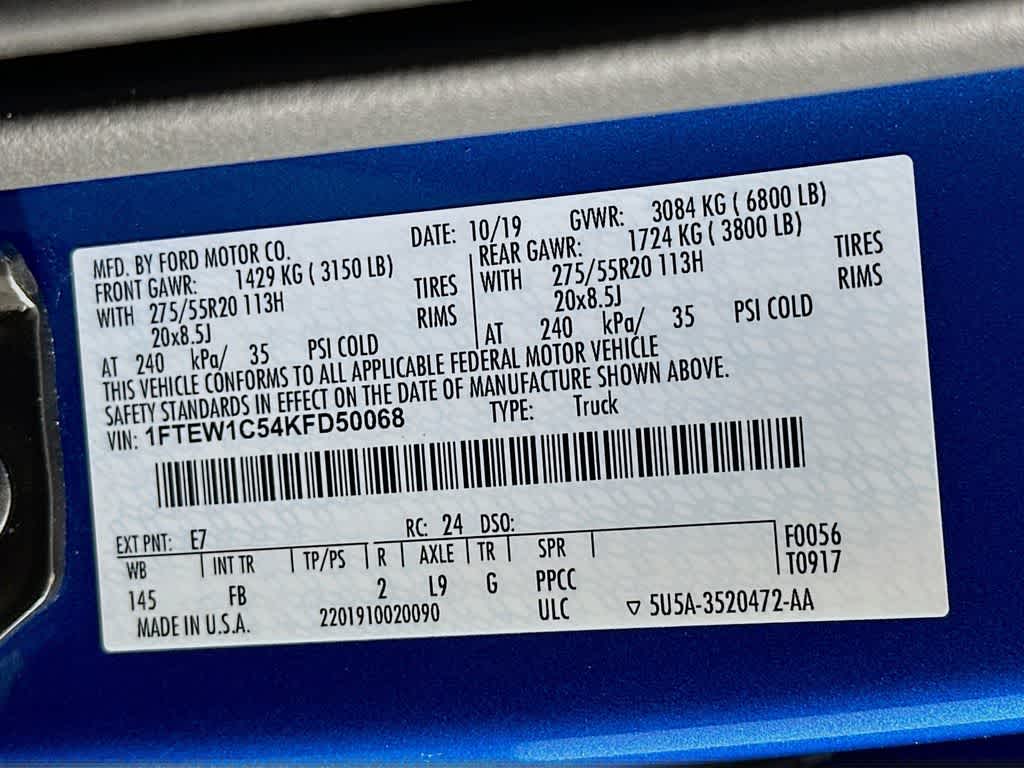 MFD. BY FORD MOTOR CO. DATE: 10/19 GVWR: 3084 KG ( 6800 LB)
FRONT GAWR: 1429 KG ( 3150 LB) REAR GAWR: 1724 KG ( 3800 LB)
WITH 275/55R20 113H TIRES WITH 275/55R20 113H TIRES
20x8.5J RIMS 20x8.5J RIMS
AT 240 kPa/ 35 PSI COLD AT 240 kPa/ 35 PSI COLD
THIS VEHICLE CONFORMS TO ALL APPLICABLE FEDERAL MOTOR VEHICLE
SAFETY STANDARDS IN EFFECT ON THE DATE OF MANUFACTURE SHOWN ABOVE.
VIN: 1FTEW1C54KFD50068 TYPE: Truck
EXT PNT: E7 RC: 24 DSO:
WB INT TR TP/PS R AXLE TR SPR F0056
T0917
145 FB 2 L9 G PPCC
MADE IN U.S.A. 2201910020090 ULC ▽ 5U5A-3520472-AA